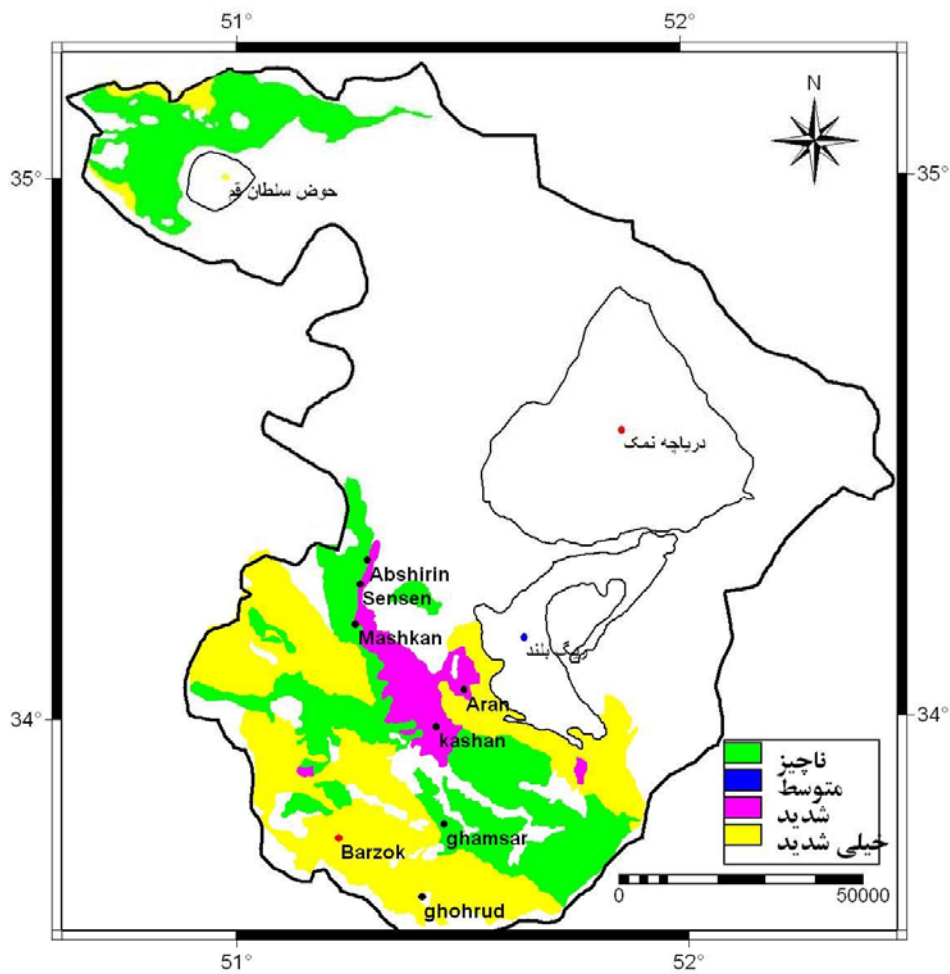 51°
52°
N
35°
35°
حوض سلطان قم
دریاچه نمک
Abshirin
Sensen
Mashkan
ریگ بلند
Aran
34°
34°
kashan
ناچیز
متوسط
شدید
خیلی شدید
ghamsar
Barzok
0
50000
ghohrud
51°
52°